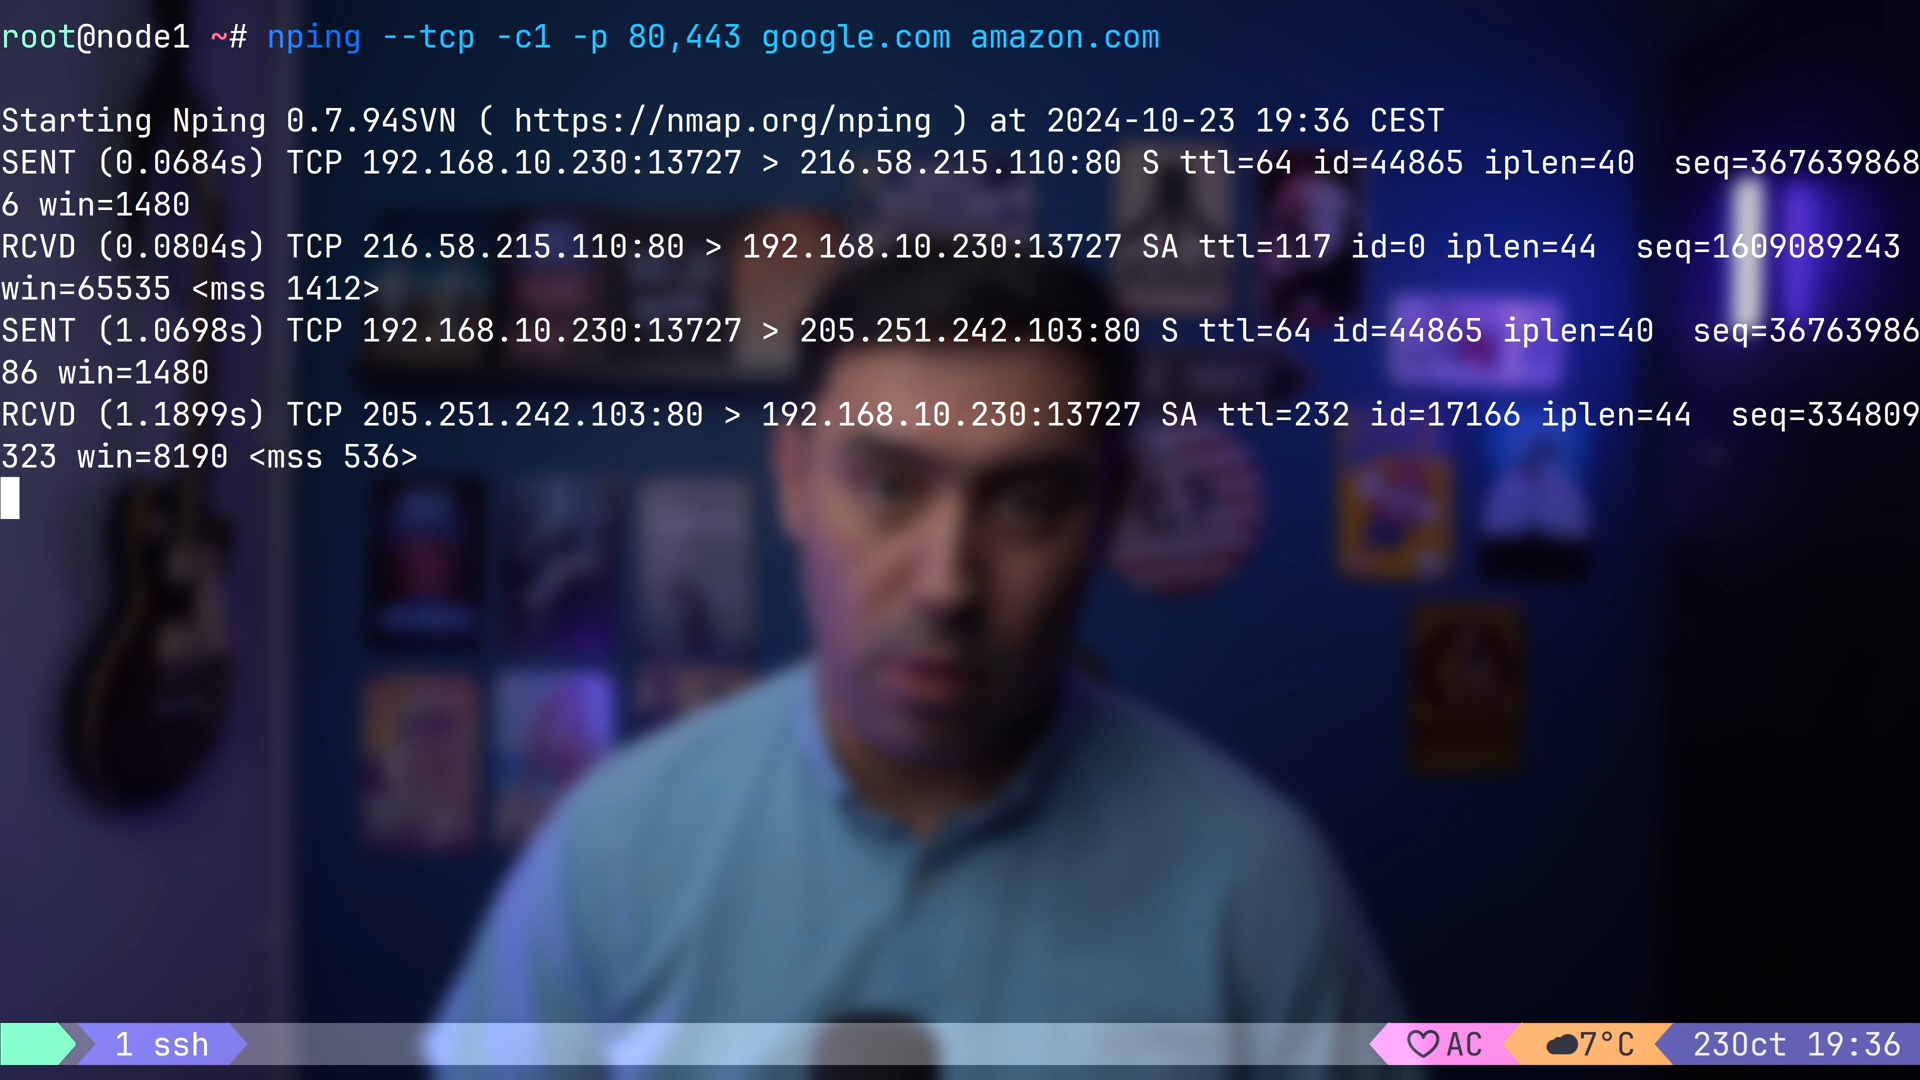 root@node1 ~# nping --tcp -c1 -p 80,443 google.com amazon.com
Starting Nping 0.7.94SVN ( https://nmap.org/nping ) at 2024-10-23 19:36 CEST
SENT (0.0684s) TCP 192.168.10.230:13727 > 216.58.215.110:80 S ttl=64 id=44865 iplen=40  seq=367639868
6 win=1480
RCVD (0.0804s) TCP 216.58.215.110:80 > 192.168.10.230:13727 SA ttl=117 id=0 iplen=44  seq=1609089243
win=65535 <mss 1412>
SENT (1.0698s) TCP 192.168.10.230:13727 > 205.251.242.103:80 S ttl=64 id=44865 iplen=40  seq=36763986
86 win=1480
RCVD (1.1899s) TCP 205.251.242.103:80 > 192.168.10.230:13727 SA ttl=232 id=17166 iplen=44  seq=334809
323 win=8190 <mss 536>
1 ssh
AC 7°C 23Oct 19:36